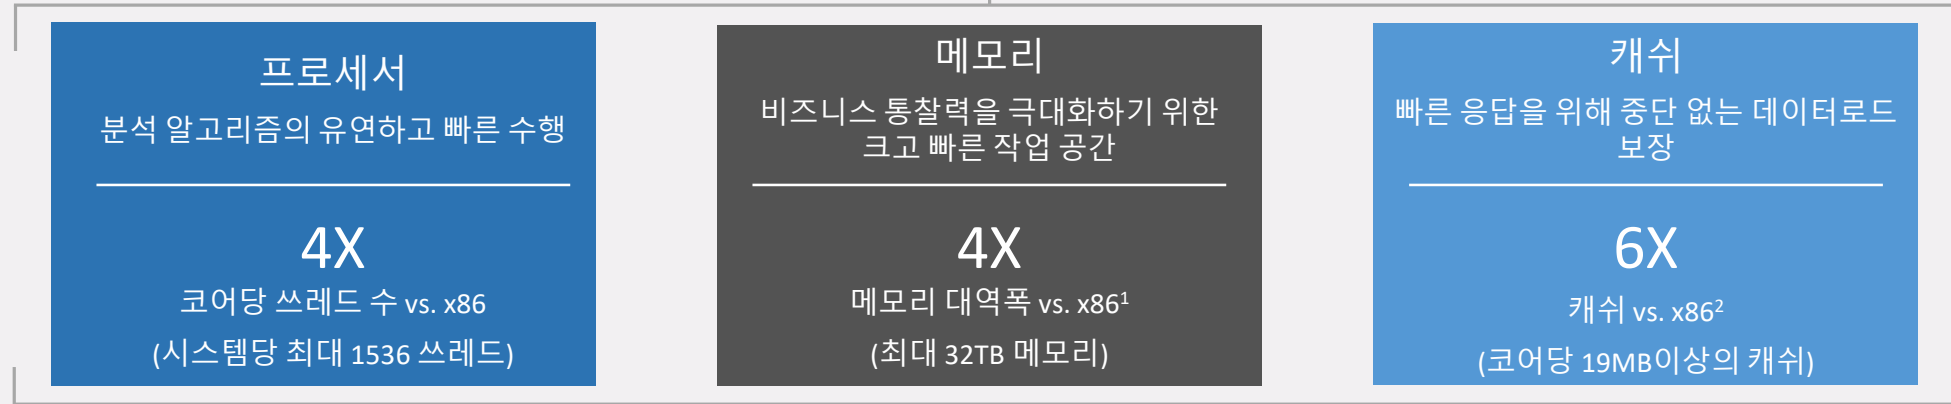 프로세서
분석 알고리즘의 유연하고 빠른 수행
4X
코어당 쓰레드 수 vs. x86
(시스템당 최대 1536 쓰레드)
메모리
비즈니스 통찰력을 극대화하기 위한
크고 빠른 작업 공간
4X
메모리 대역폭 vs. x86¹
(최대 32TB 메모리)
캐쉬
빠른 응답을 위해 중단 없는 데이터로드
보장
6X
캐쉬 vs. x86²
(코어당 19MB이상의 캐쉬)